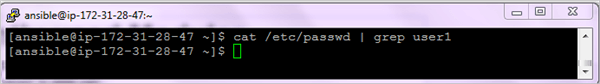 ansible@ip-172-31-28-47:~
[ansible@ip-172-31-28-47 ~]$ cat /etc/passwd | grep user1
[ansible@ip-172-31-28-47 ~]$